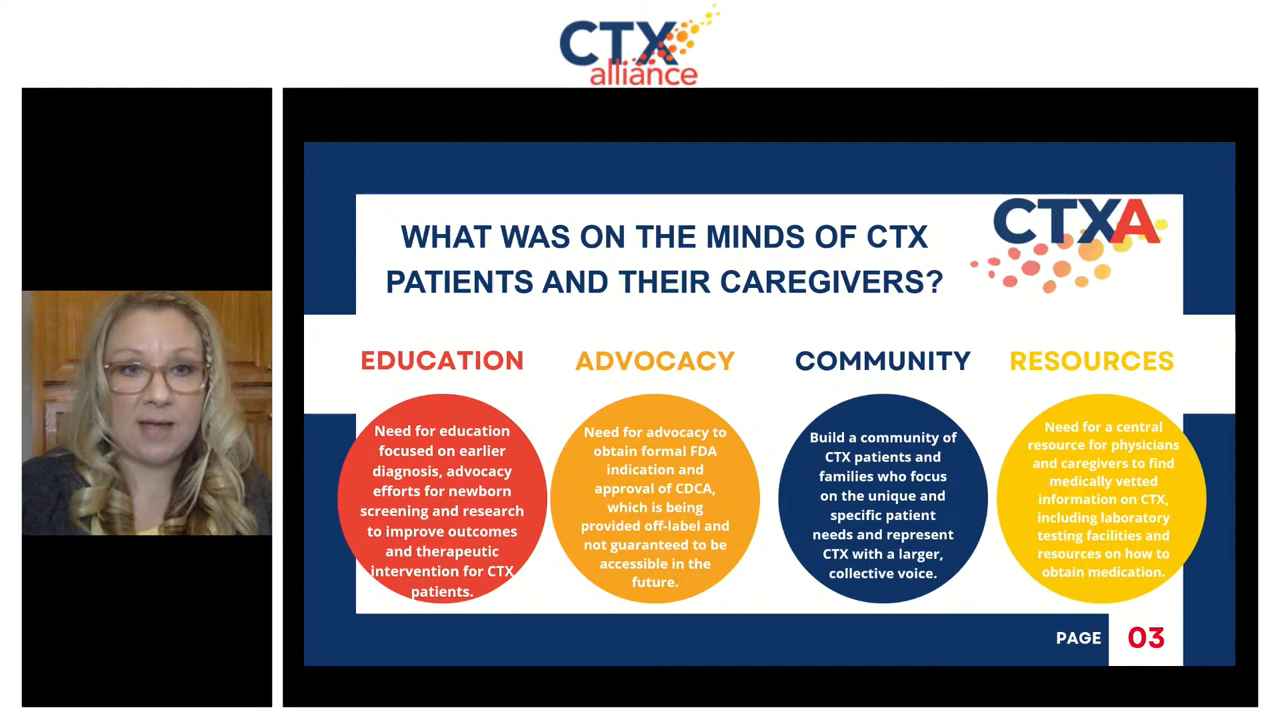 CTX
alliance
CTXA
WHAT WAS ON THE MINDS OF CTX
PATIENTS AND THEIR CAREGIVERS?
EDUCATION
Need for education
focused on earlier
diagnosis, advocacy
efforts for newborn
screening and research
to improve outcomes
and therapeutic
intervention for CTX
patients.
ADVOCACY
Need for advocacy to
obtain formal FDA
indication and
approval of CDCA,
which is being
provided off-label and
not guaranteed to be
accessible in the
future.
COMMUNITY
Build a community of
CTX patients and
families who focus
on the unique and
specific patient
needs and represent
CTX with a larger,
collective voice.
RESOURCES
Need for a central
resource for physicians
and caregivers to find
medically vetted
information on CTX,
including laboratory
testing facilities and
resources on how to
obtain medication.
PAGE 03